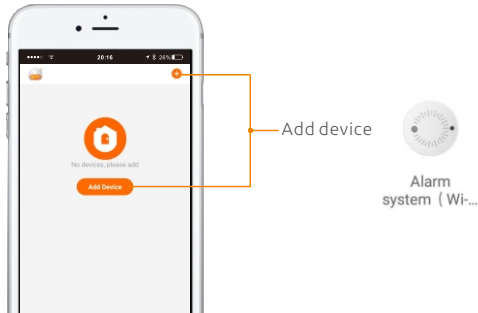 20:16
26%
No devices, please add
Add Device
Add device
Alarm
system ( Wi-...